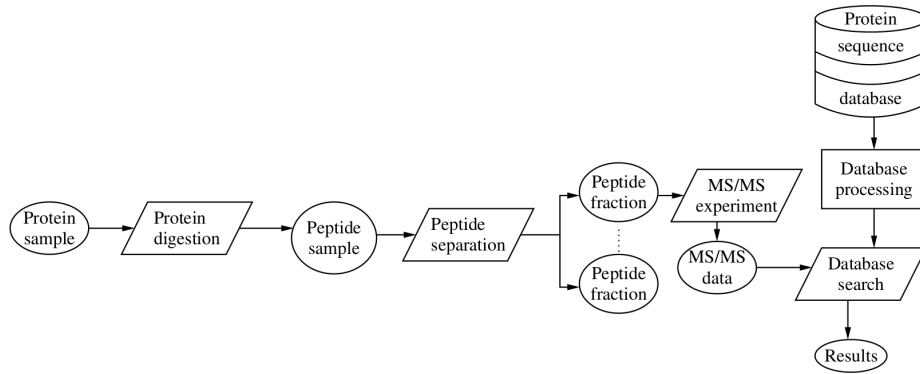 Protein
sequence
database
Database
processing
Protein
sample
Protein
digestion
Peptide
sample
Peptide
separation
Peptide
fraction
Peptide
fraction
MS/MS
experiment
MS/MS
data
Database
search
Results